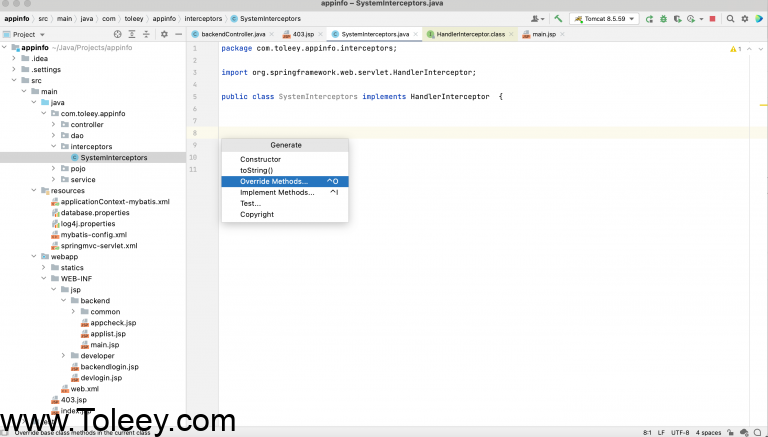 appinfo – SystemInterceptors.java
appinfo › src › main › java › com › toleey › appinfo › interceptors › SystemInterceptors
Tomcat 8.5.59
Project
backendController.java
403.jsp
SystemInterceptors.java
HandlerInterceptor.class
main.jsp
appinfo ~/Java/Projects/appinfo
.idea
.settings
src
main
java
com.toleey.appinfo
controller
dao
interceptors
SystemInterceptors
pojo
service
resources
applicationContext-mybatis.xml
database.properties
log4j.properties
mybatis-config.xml
springmvc-servlet.xml
webapp
statics
WEB-INF
jsp
backend
common
appcheck.jsp
applist.jsp
main.jsp
developer
backendlogin.jsp
devlogin.jsp
web.xml
403.jsp
index.jsp
1 package com.toleey.appinfo.interceptors;
2
3 import org.springframework.web.servlet.HandlerInterceptor;
4
5 public class SystemInterceptors implements HandlerInterceptor {
6
7
8
9
10
11
1
Generate
Constructor
toString()
Override Methods... ^O
Implement Methods... ^I
Test...
Copyright
www.Toleey.com
Override base class methods in the current class
8:1 LF UTF-8 4 spaces